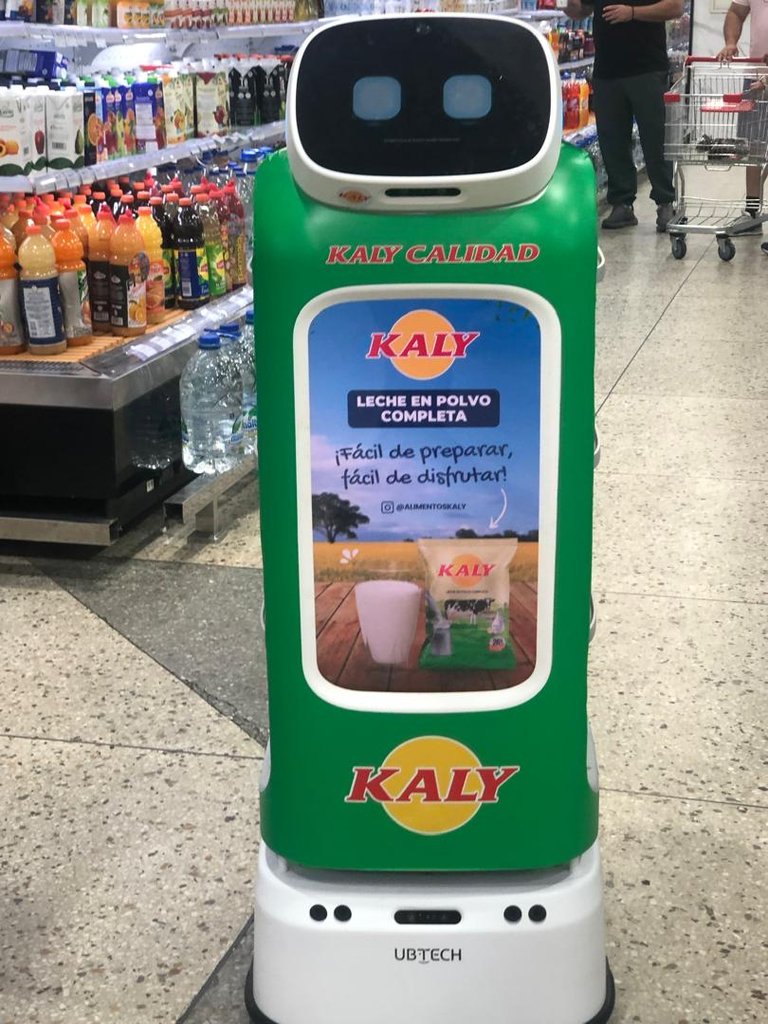 KALY CALIDAD
KALY
LECHE EN POLVO
COMPLETA
¡Fácil de preparar,
fácil de disfrutar!
@ALIMENTOSKALY
KALY
KALY
UBTECH